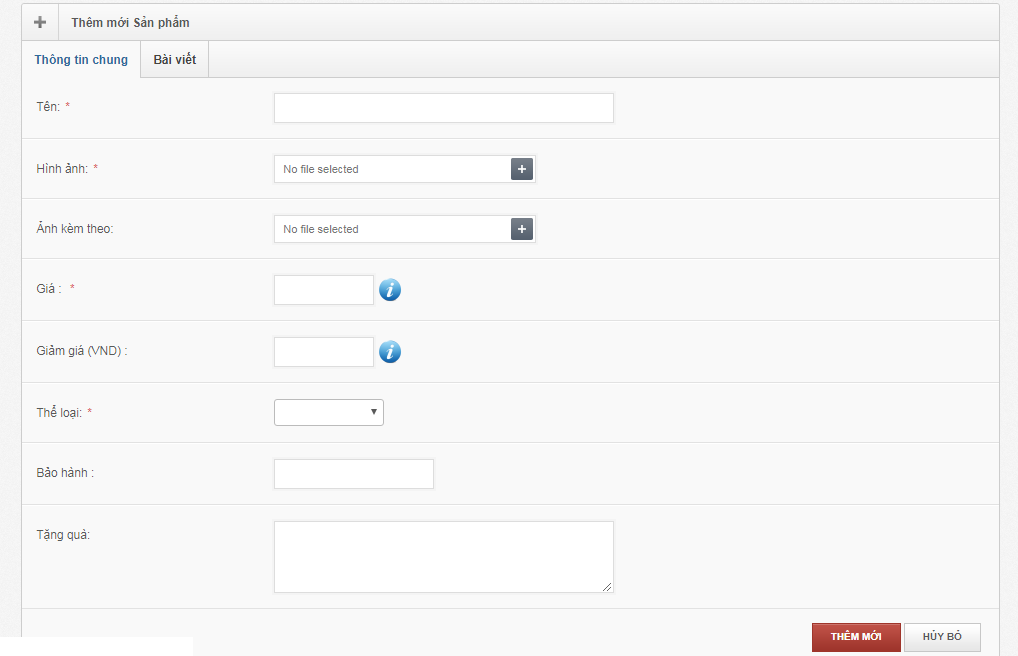 Thêm mới Sản phẩm
Thông tin chung Bài viết
Tên: *
Hình ảnh: * No file selected
Ảnh kèm theo: No file selected
Giá : *
Giảm giá (VND) :
Thể loại: *
Bảo hành :
Tặng quà:
THÊM MỚI HỦY BỎ